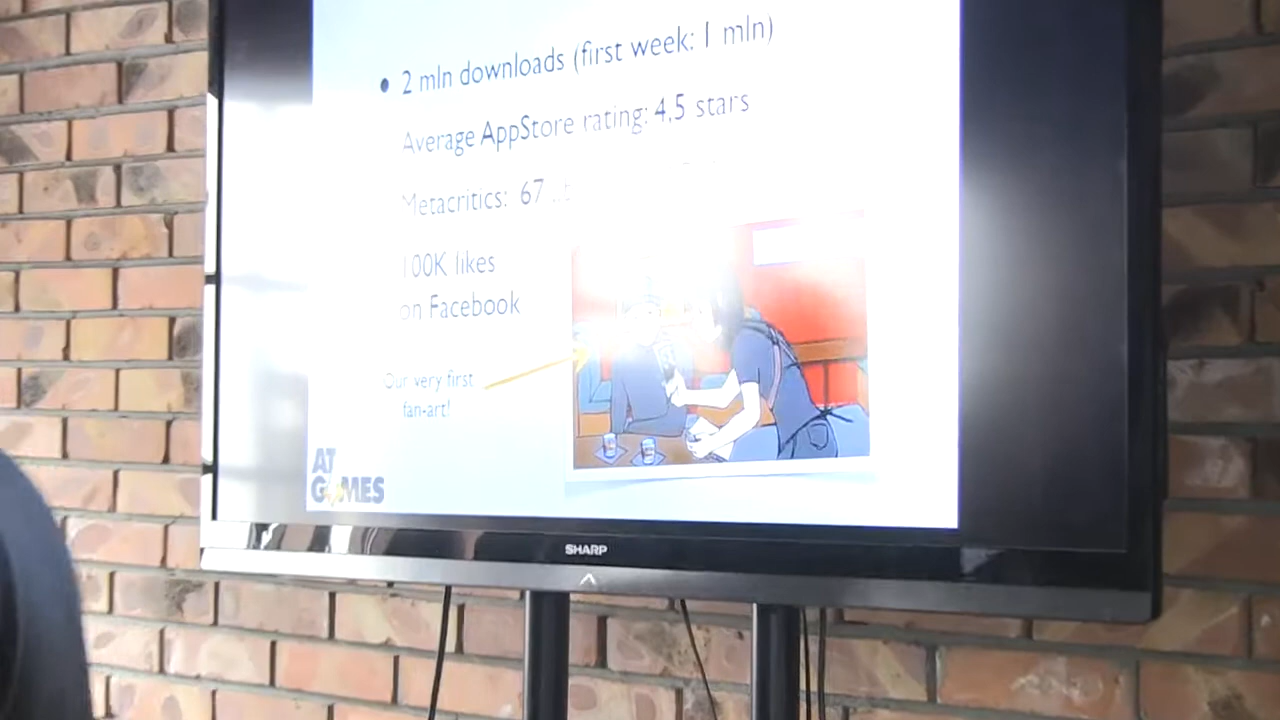 • 2 mln downloads (first week: 1 mln)
Average AppStore rating: 4,5 stars
Metacritics: 67
100K likes
on Facebook
Our very first
fan-art!
AT
GAMES
SHARP